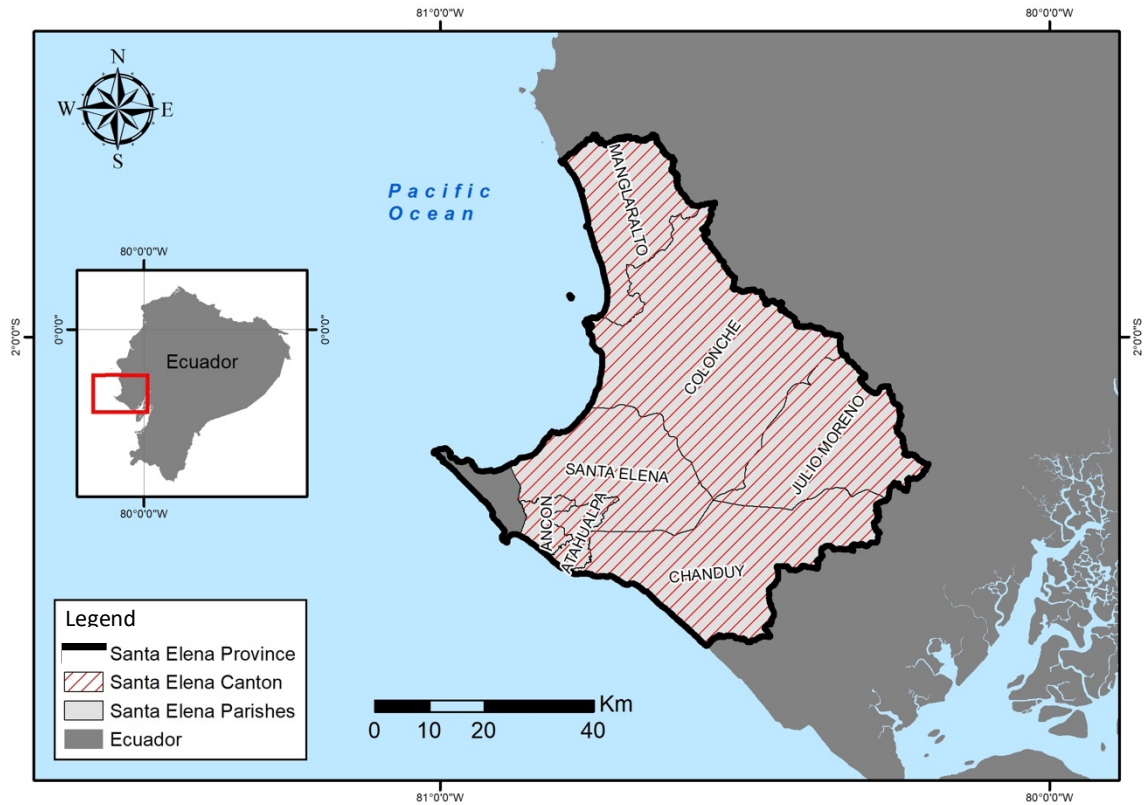 81°0'0"W
80°0'0"W
N
W
E
S
Pacific
Ocean
MANGLARALTO
COLONCHE
JULIO MORENO
SANTA ELENA
ANCON
ATAHUALPA
CHANDUY
2°0'0"S
2°0'0"S
80°0'0"W
0°0'0"
0°0'0"
Ecuador
80°0'0"W
Legend
Santa Elena Province
Santa Elena Canton
Santa Elena Parishes
Ecuador
Km
0 10 20 40
81°0'0"W
80°0'0"W